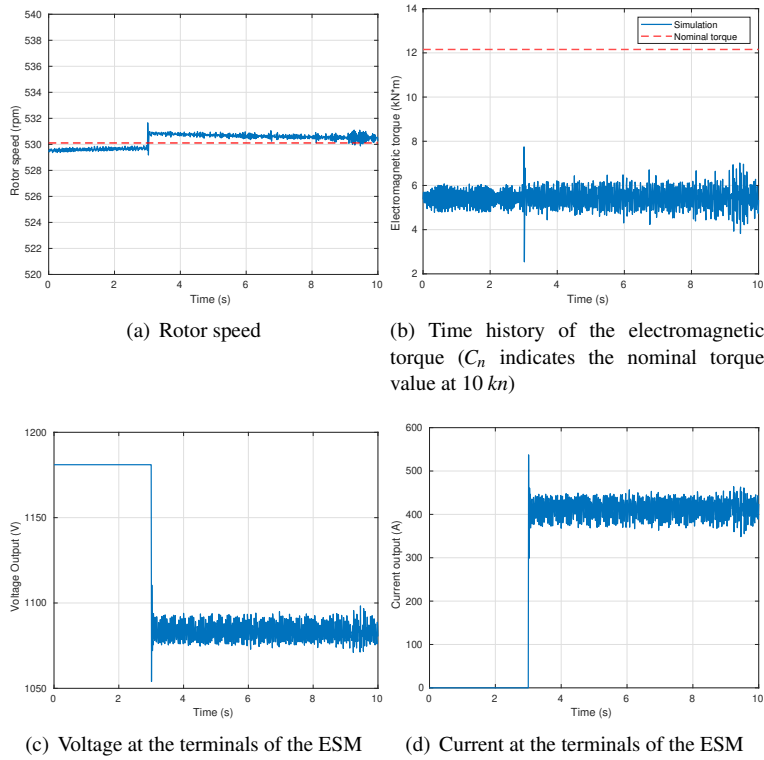 540
538
536
534
532
530
528
526
524
522
520
Rotor speed (rpm)
0 2 4 6 8 10
Time (s)
(a) Rotor speed
14
12
10
8
6
4
2
Electromagnetic torque (kN*m)
Simulation
Nominal torque
0 2 4 6 8 10
Time (s)
(b) Time history of the electromagnetic
torque (Cn indicates the nominal torque
value at 10 kn)
1200
1150
1100
1050
Voltage Output (V)
0 2 4 6 8 10
Time (s)
(c) Voltage at the terminals of the ESM
600
500
400
300
200
100
0
Current output (A)
0 2 4 6 8 10
Time (s)
(d) Current at the terminals of the ESM